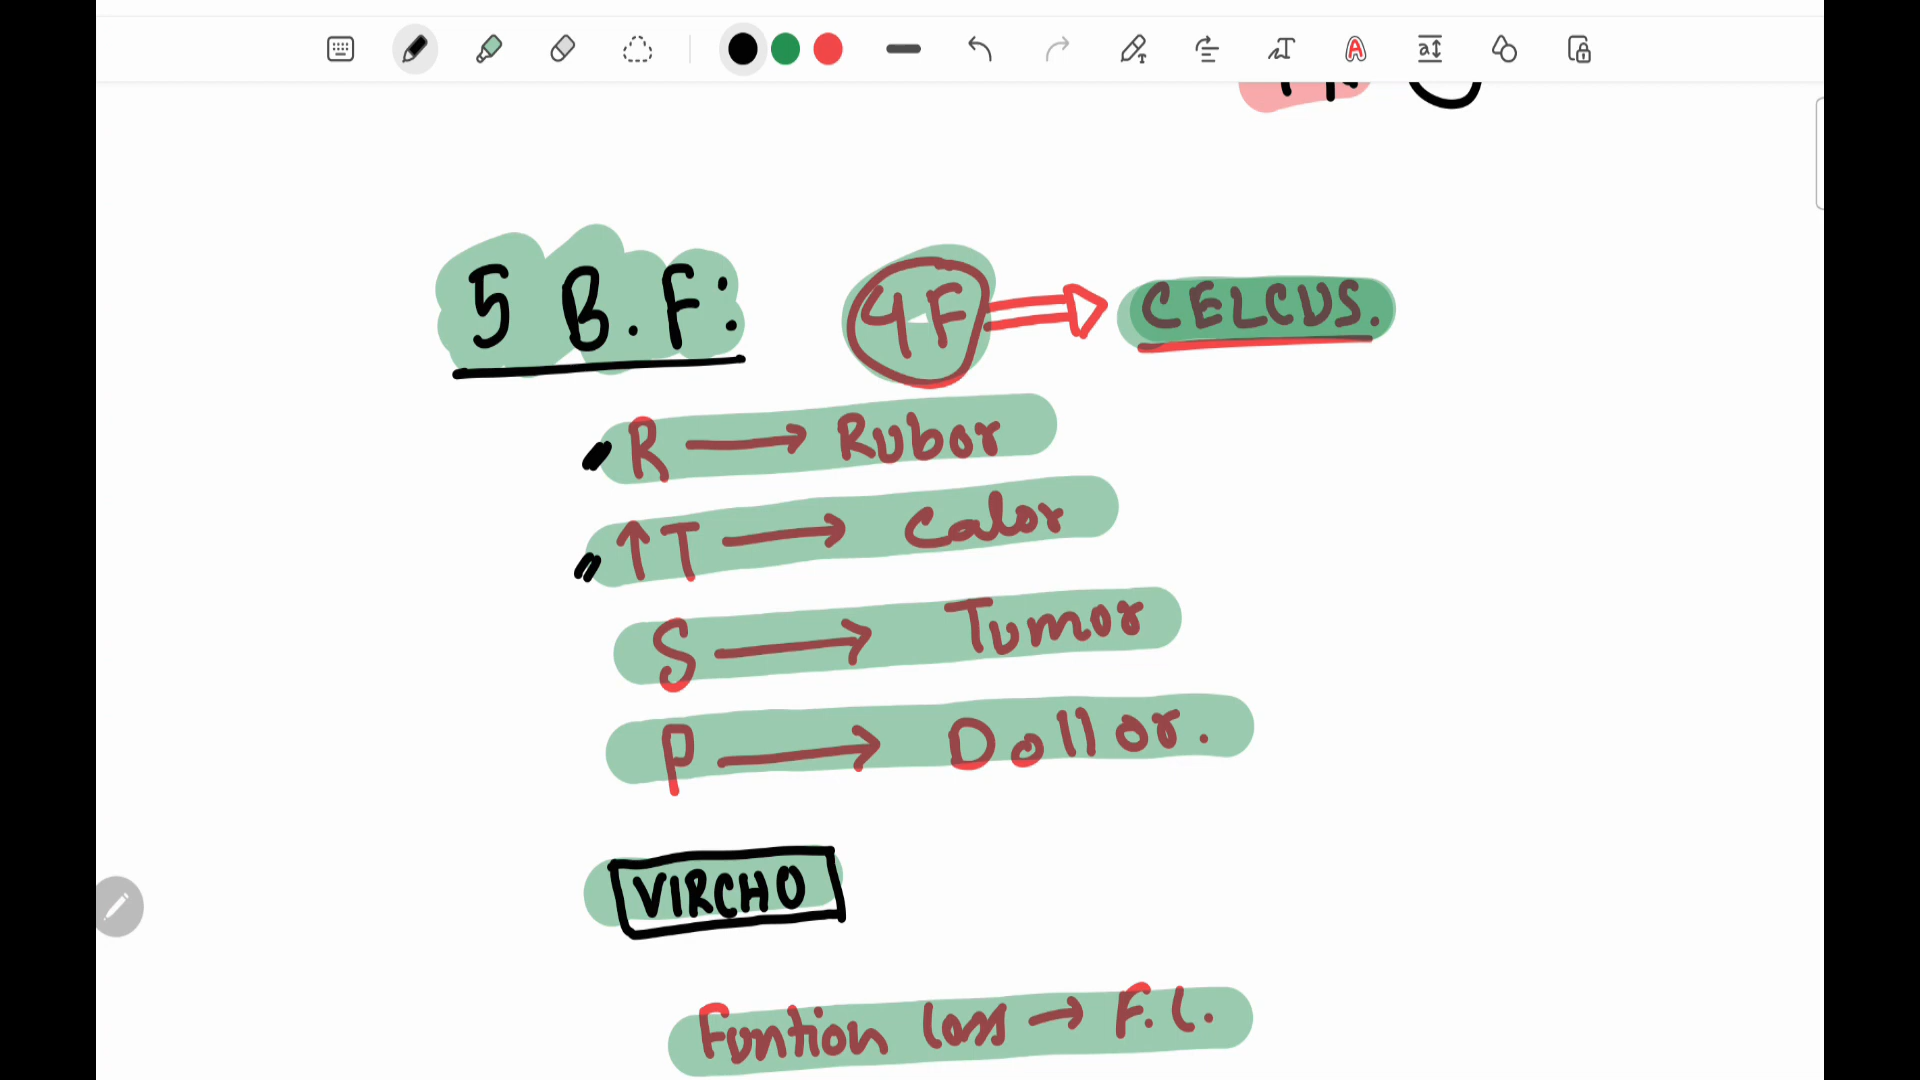 5 B.F: 4F ⇒ CELCUS.
R → Rubor
↑T → Calor
S → Tumor
P → Dollor.
VIRCHO
Funtion loss → F.L.